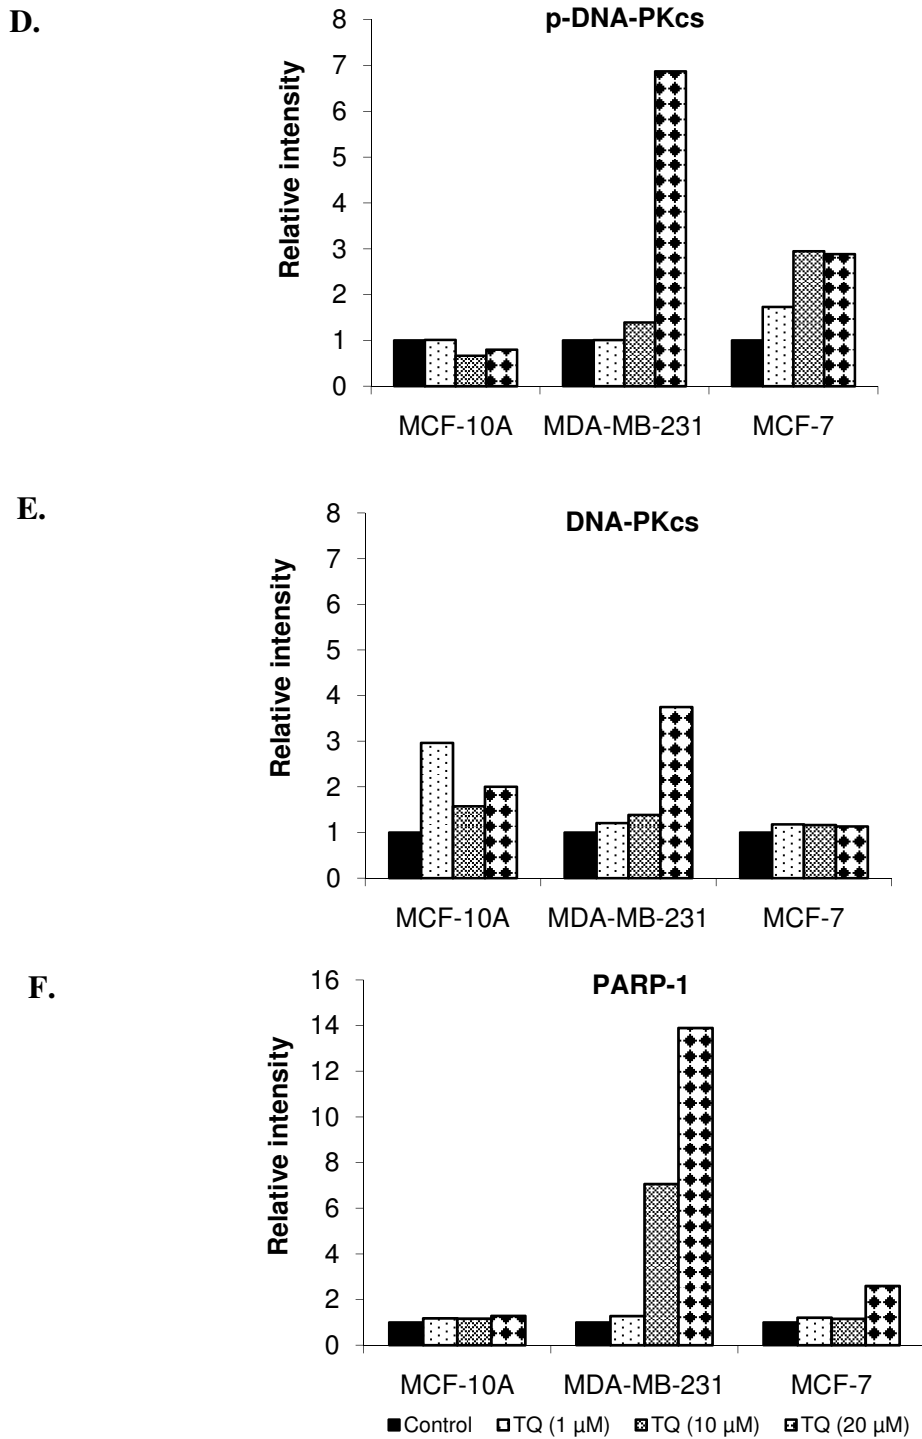 D.
p-DNA-PKcs
Relative intensity
8
7
6
5
4
3
2
1
0
MCF-10A MDA-MB-231 MCF-7
E.
DNA-PKcs
Relative intensity
8
7
6
5
4
3
2
1
0
MCF-10A MDA-MB-231 MCF-7
F.
PARP-1
Relative intensity
16
14
12
10
8
6
4
2
0
MCF-10A MDA-MB-231 MCF-7
Control TQ (1 µM) TQ (10 µM) TQ (20 µM)